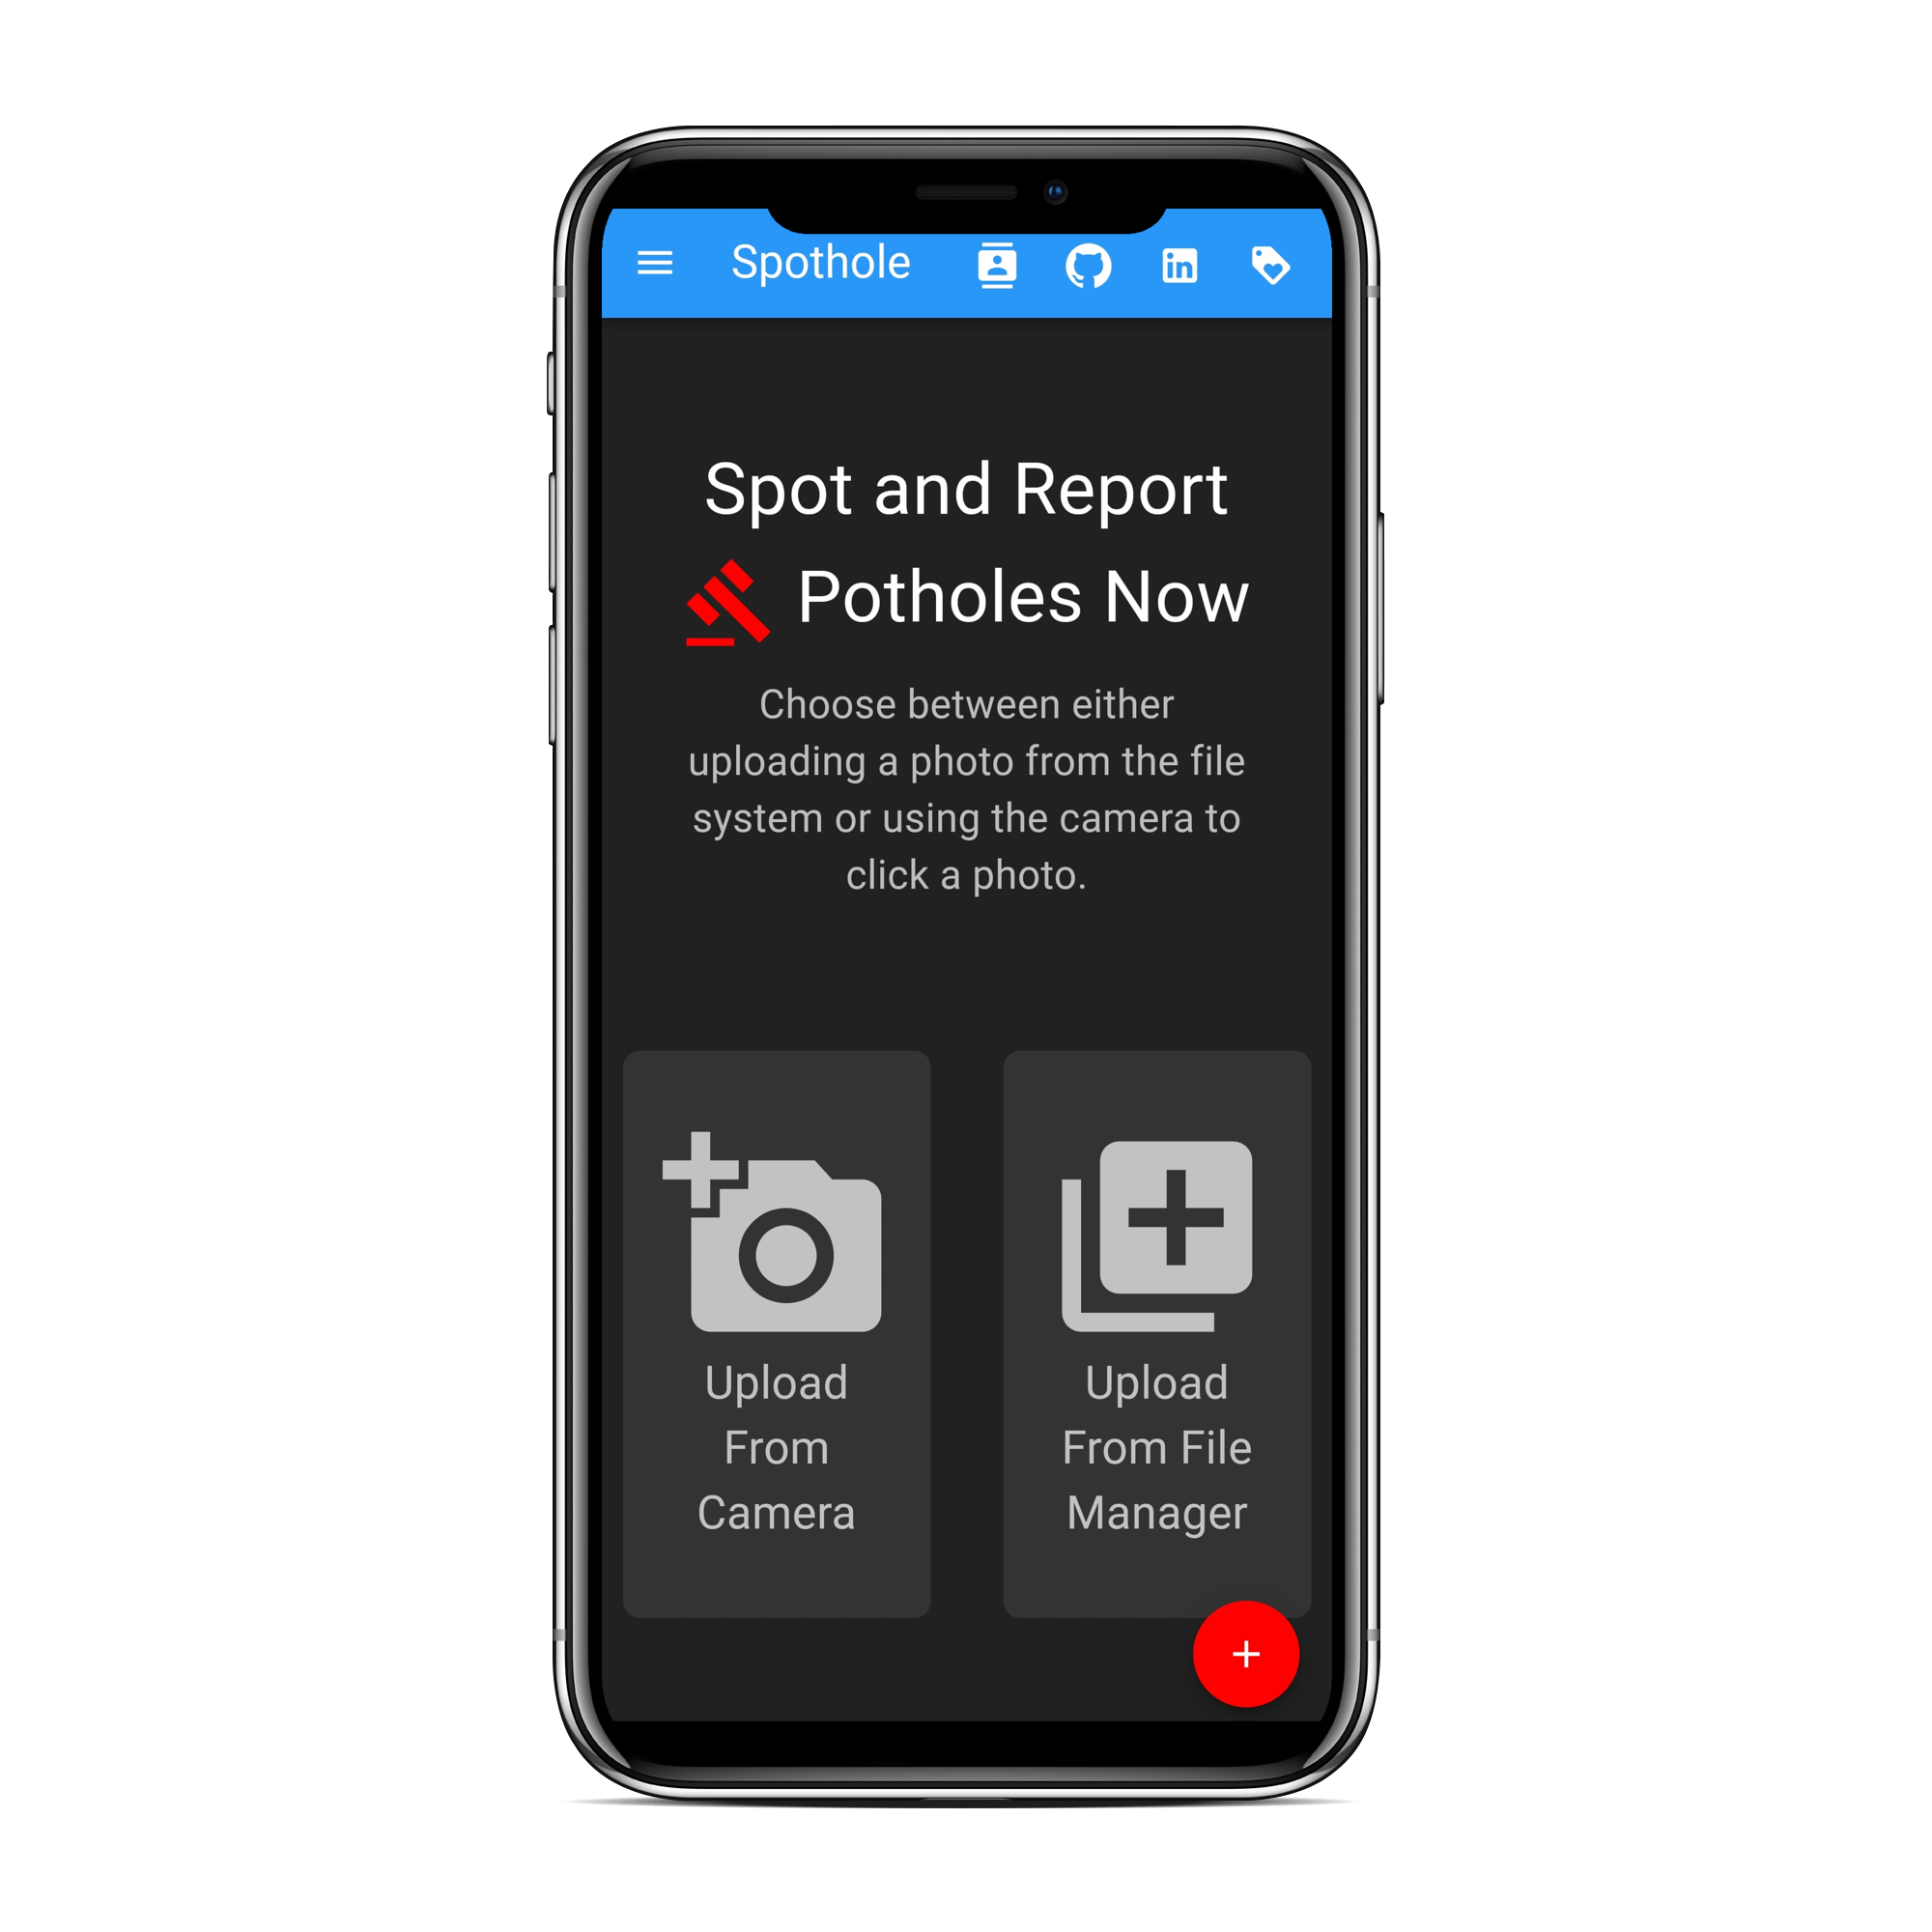 Spothole
in
Spot and Report
Potholes Now
Choose between either
uploading a photo from the file
system or using the camera to
click a photo.
Upload
From
Camera
Upload
From File
Manager